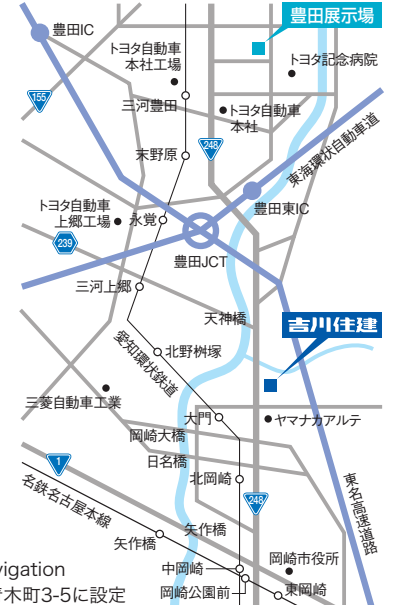 豊田展示場
豊田IC
トヨタ自動車
本社工場
トヨタ記念病院
155
三河豊田
トヨタ自動車
本社
248
末野原
東海環状自動車道
トヨタ自動車
上郷工場
永覚
豊田東IC
239
豊田JCT
三河上郷
天神橋
吉川住建
愛知環状鉄道
北野桝塚
三菱自動車工業
大門
ヤマナカアルテ
岡崎大橋
日名橋
1
北岡崎
248
東名高速道路
名鉄名古屋本線
矢作橋
矢作橋
岡崎市役所
中岡崎
vigation
岡崎公園前
東岡崎
木町3-5に設定